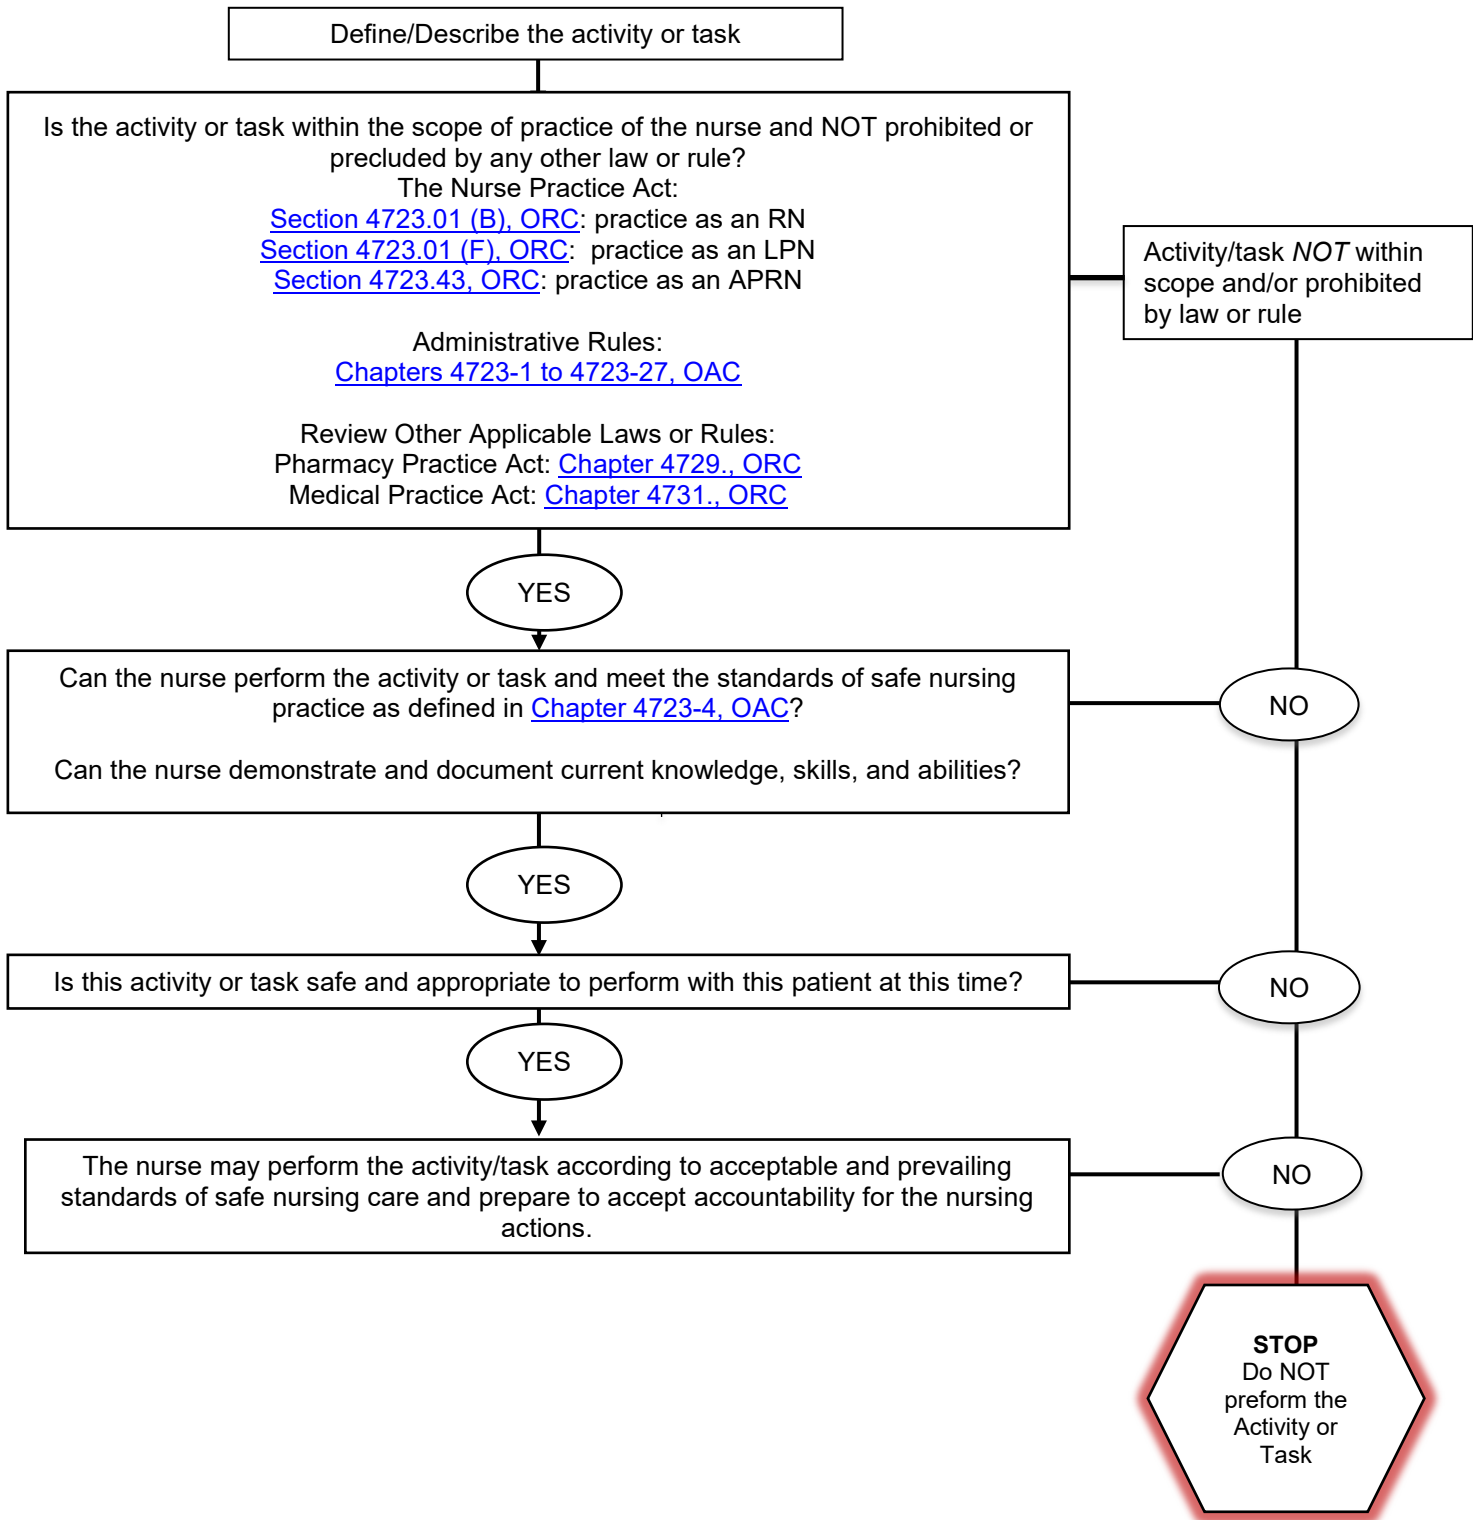 Define/Describe the activity or task
Is the activity or task within the scope of practice of the nurse and NOT prohibited or
precluded by any other law or rule?
The Nurse Practice Act:
Section 4723.01 (B), ORC: practice as an RN
Section 4723.01 (F), ORC: practice as an LPN
Section 4723.43, ORC: practice as an APRN
Administrative Rules:
Chapters 4723-1 to 4723-27, OAC
Review Other Applicable Laws or Rules:
Pharmacy Practice Act: Chapter 4729., ORC
Medical Practice Act: Chapter 4731., ORC
Activity/task NOT within
scope and/or prohibited
by law or rule
YES
Can the nurse perform the activity or task and meet the standards of safe nursing
practice as defined in Chapter 4723-4, OAC?
Can the nurse demonstrate and document current knowledge, skills, and abilities?
NO
YES
Is this activity or task safe and appropriate to perform with this patient at this time?
NO
YES
The nurse may perform the activity/task according to acceptable and prevailing
standards of safe nursing care and prepare to accept accountability for the nursing
actions.
NO
STOP
Do NOT
preform the
Activity or
Task